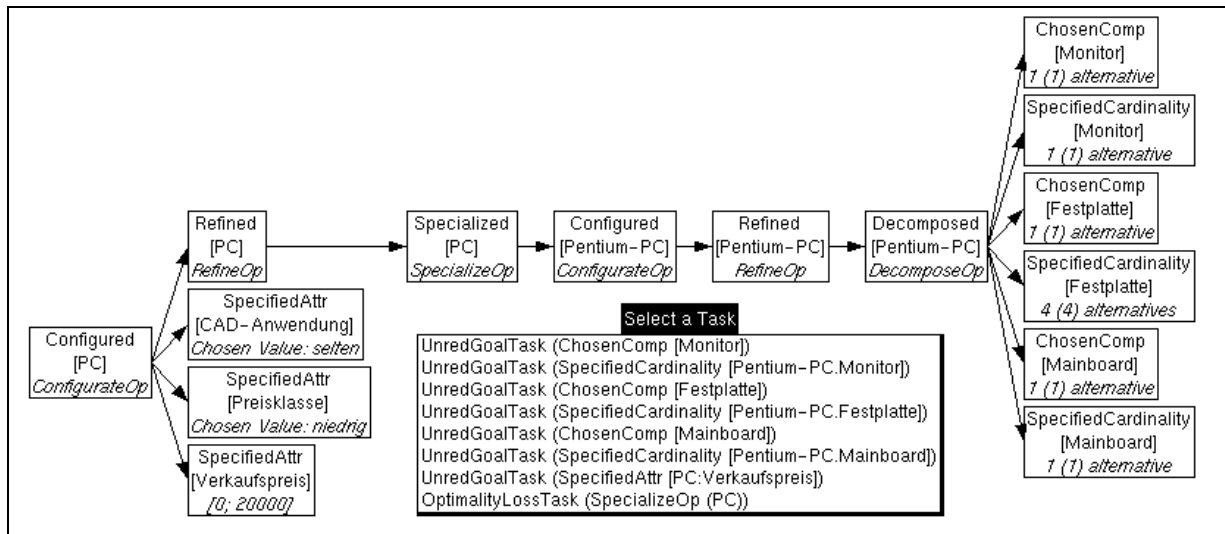 ChosenComp
[Monitor]
1 (1) alternative
SpecifiedCardinality
[Monitor]
1 (1) alternative
ChosenComp
[Festplatte]
1 (1) alternative
SpecifiedCardinality
[Festplatte]
4 (4) alternatives
ChosenComp
[Mainboard]
1 (1) alternative
SpecifiedCardinality
[Mainboard]
1 (1) alternative
Refined
[PC]
RefineOp
Specialized
[PC]
SpecializeOp
Configured
[Pentium-PC]
ConfigurateOp
Refined
[Pentium-PC]
RefineOp
Decomposed
[Pentium-PC]
DecomposeOp
SpecifiedAttr
[CAD-Anwendung]
Chosen Value: selten
Configured
[PC]
ConfigurateOp
SpecifiedAttr
[Preisklasse]
Chosen Value: niedrig
SpecifiedAttr
[Verkaufspreis]
[0; 20000]
Select a Task
UnredGoalTask (ChosenComp [Monitor])
UnredGoalTask (SpecifiedCardinality [Pentium-PC.Monitor])
UnredGoalTask (ChosenComp [Festplatte])
UnredGoalTask (SpecifiedCardinality [Pentium-PC.Festplatte])
UnredGoalTask (ChosenComp [Mainboard])
UnredGoalTask (SpecifiedCardinality [Pentium-PC.Mainboard])
UnredGoalTask (SpecifiedAttr [PC:Verkaufspreis])
OptimalityLossTask (SpecializeOp (PC))